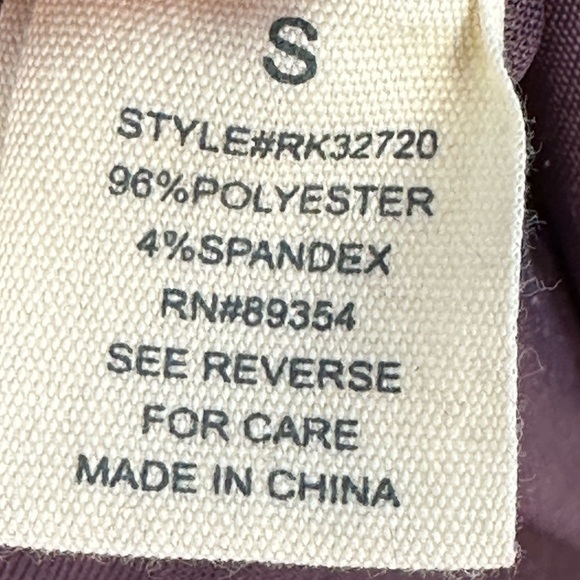 S
STYLE#RK32720
96%POLYESTER
4%SPANDEX
RN#89354
SEE REVERSE
FOR CARE
MADE IN CHINA